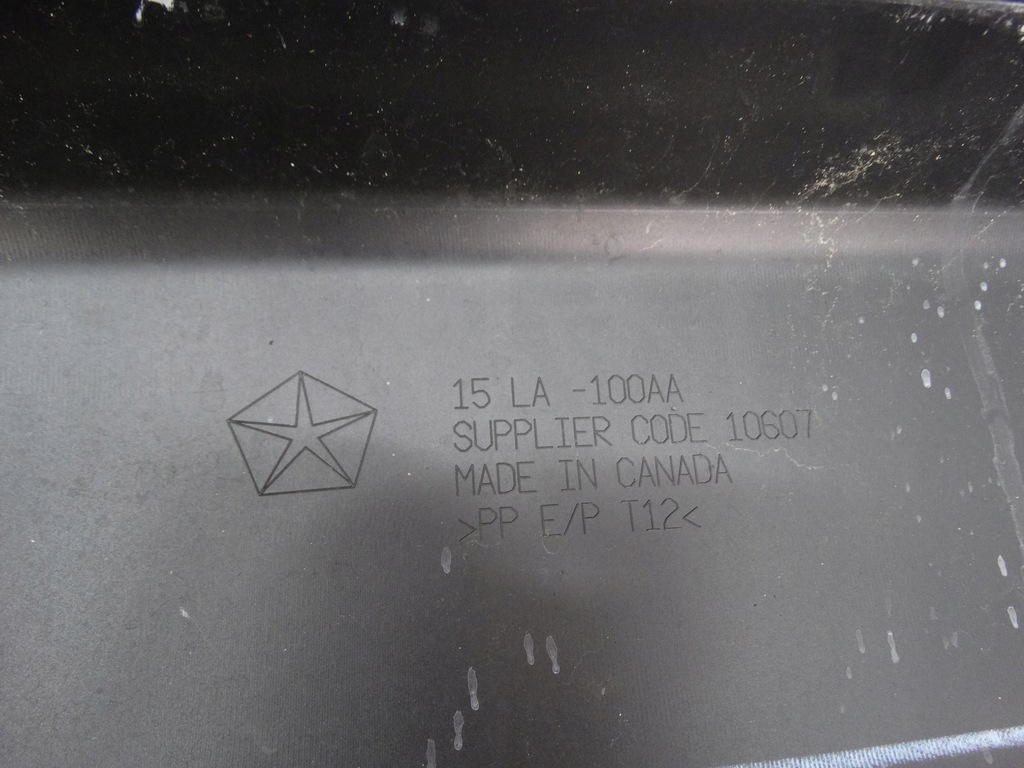 15 LA -100AA
SUPPLIER CODE 10607
MADE IN CANADA
>PP E/P T12<